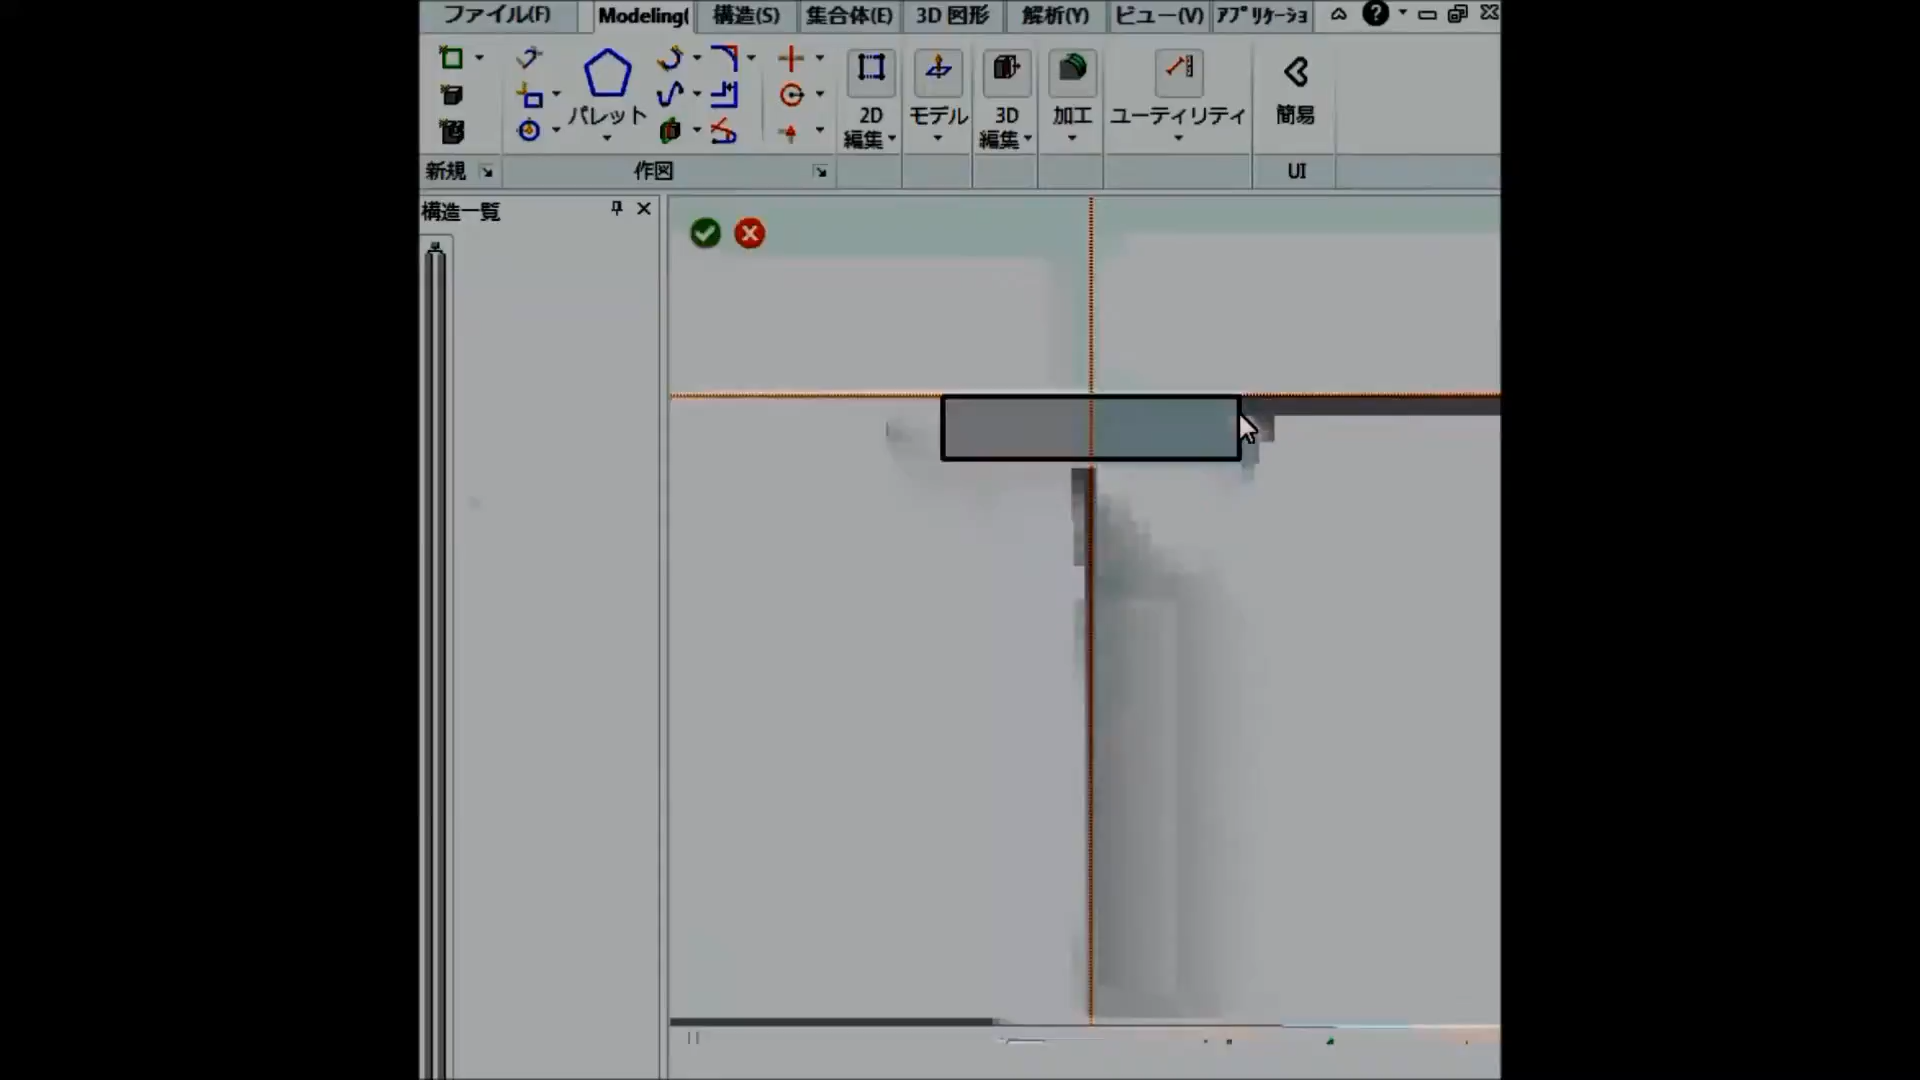 ファイル(F) Modeling( 構造(S) 集合体(E) 3D 図形 解析(Y) ビュー(V) ｱﾌﾟﾘｹｰｼｮ
パレット
2D
編集
モデル
3D
編集
加工
ユーティリティ
簡易
新規 作図 UI
構造一覧